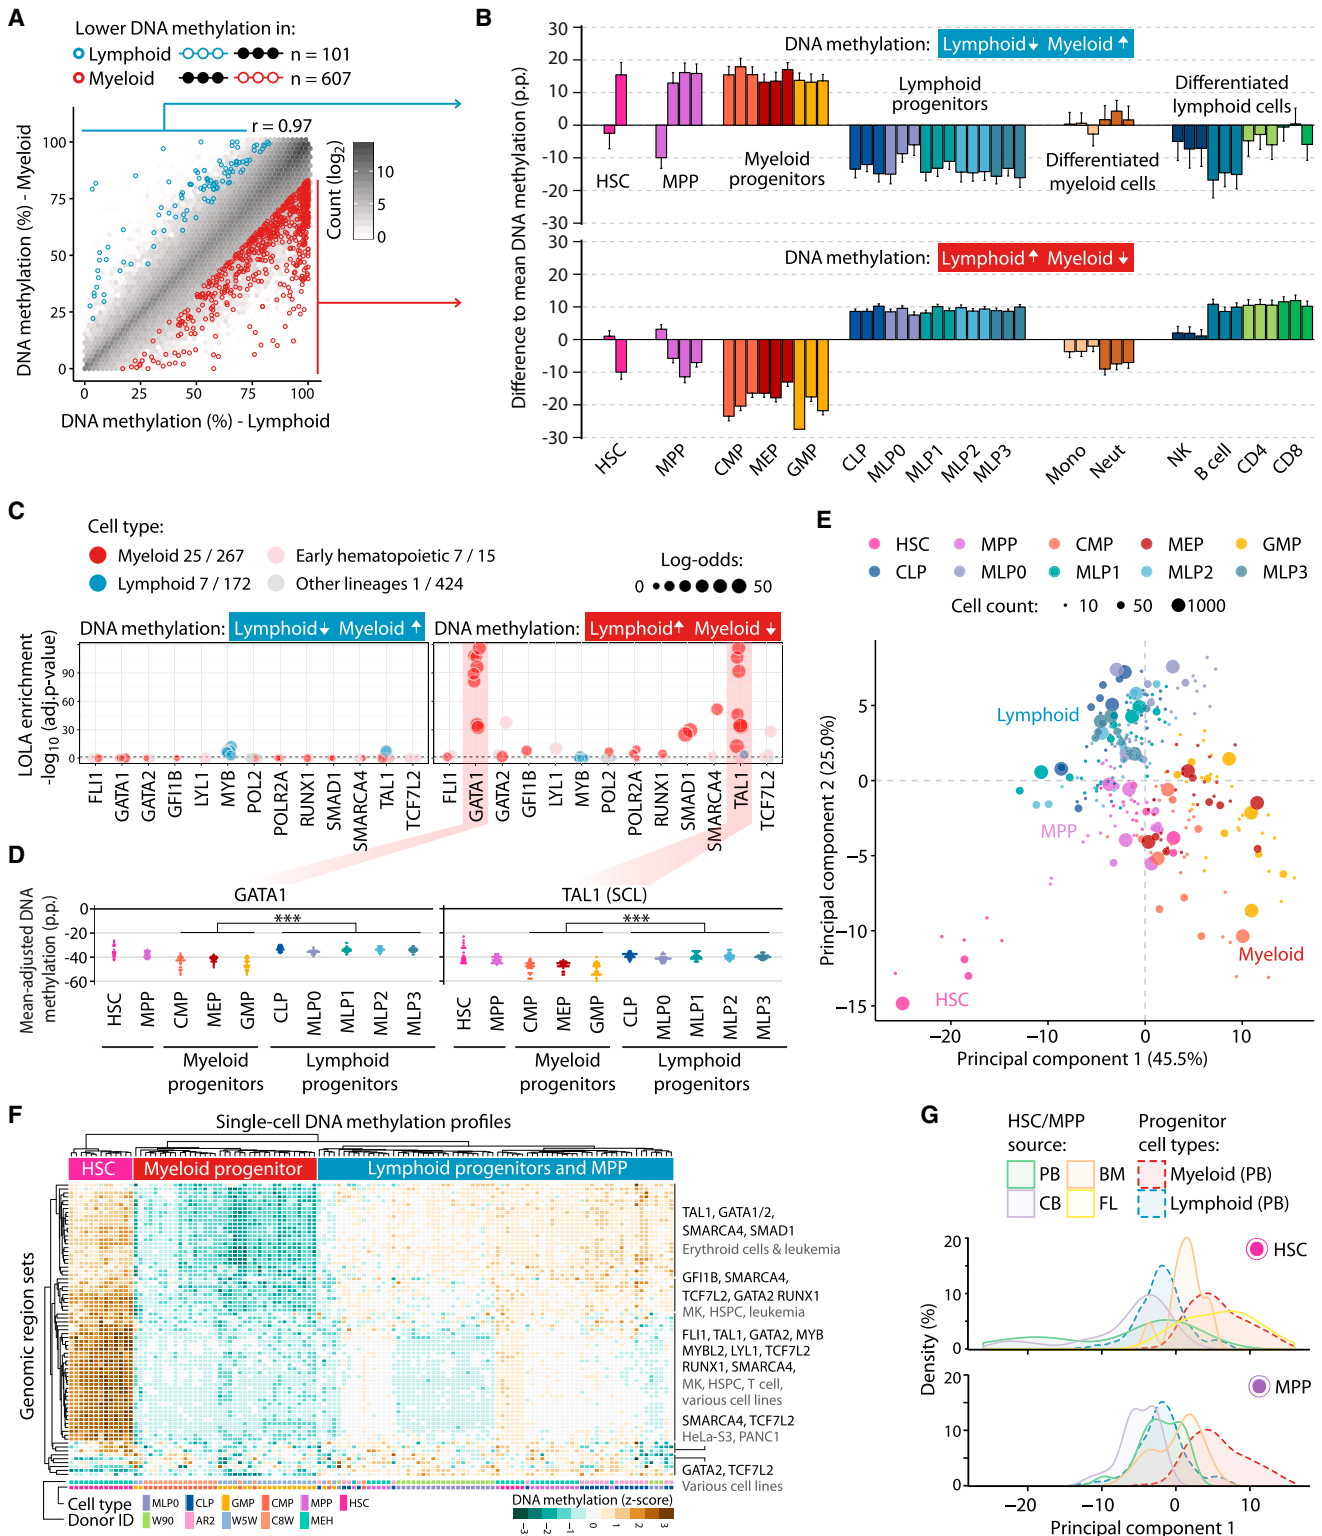 A
Lower DNA methylation in:
Lymphoid n = 101
Myeloid n = 607
r = 0.97
DNA methylation (%) - Myeloid
100
75
50
25
0
Count (log2)
10
5
0
0 25 50 75 100
DNA methylation (%) - Lymphoid
B
Difference to mean DNA methylation (p.p.)
30
20
10
0
-10
-20
-30
DNA methylation: Lymphoid Myeloid
HSC
MPP
Myeloid progenitors
Lymphoid progenitors
Differentiated myeloid cells
Differentiated lymphoid cells
30
20
10
0
-10
-20
-30
DNA methylation: Lymphoid Myeloid
HSC MPP CMP MEP GMP CLP MLP0 MLP1 MLP2 MLP3 Mono Neut NK B cell CD4 CD8
C
Cell type:
Myeloid 25 / 267
Early hematopoietic 7 / 15
Lymphoid 7 / 172
Other lineages 1 / 424
Log-odds:
0 50
DNA methylation: Lymphoid Myeloid
DNA methylation: Lymphoid Myeloid
LOLA enrichment
-log10 (adj.p-value)
90
60
30
0
FLI1 GATA1 GATA2 GFI1B LYL1 MYB POL2 POLR2A RUNX1 SMAD1 SMARCA4 TAL1 TCF7L2
FLI1 GATA1 GATA2 GFI1B LYL1 MYB POL2 POLR2A RUNX1 SMAD1 SMARCA4 TAL1 TCF7L2
D
Mean-adjusted DNA methylation (p.p.)
GATA1
TAL1 (SCL)
0
-20
-40
-60
***
***
HSC MPP CMP MEP GMP CLP MLP0 MLP1 MLP2 MLP3
HSC MPP CMP MEP GMP CLP MLP0 MLP1 MLP2 MLP3
Myeloid progenitors
Lymphoid progenitors
Myeloid progenitors
Lymphoid progenitors
E
HSC MPP CMP MEP GMP
CLP MLP0 MLP1 MLP2 MLP3
Cell count: 10 50 1000
Principal component 2 (25.0%)
5
0
−5
−10
−15
Lymphoid
MPP
Myeloid
HSC
−20 −10 0 10
Principal component 1 (45.5%)
F
Single-cell DNA methylation profiles
HSC
Myeloid progenitor
Lymphoid progenitors and MPP
Genomic region sets
TAL1, GATA1/2,
SMARCA4, SMAD1
Erythroid cells & leukemia
GFI1B, SMARCA4,
TCF7L2, GATA2 RUNX1
MK, HSPC, leukemia
FLI1, TAL1, GATA2, MYB
MYBL2, LYL1, TCF7L2
RUNX1, SMARCA4,
MK, HSPC, T cell,
various cell lines
SMARCA4, TCF7L2
HeLa-S3, PANC1
GATA2, TCF7L2
Various cell lines
Cell type
MLP0 CLP GMP CMP MPP HSC
Donor ID
W90 AR2 W5W C8W MEH
DNA methylation (z-score)
−3 −2 −1 0 1 2 3
G
HSC/MPP source:
PB BM
CB FL
Progenitor cell types:
Myeloid (PB)
Lymphoid (PB)
Density (%)
20
10
0
HSC
−20 −10 0 10
20
10
0
MPP
−20 −10 0 10
Principal component 1